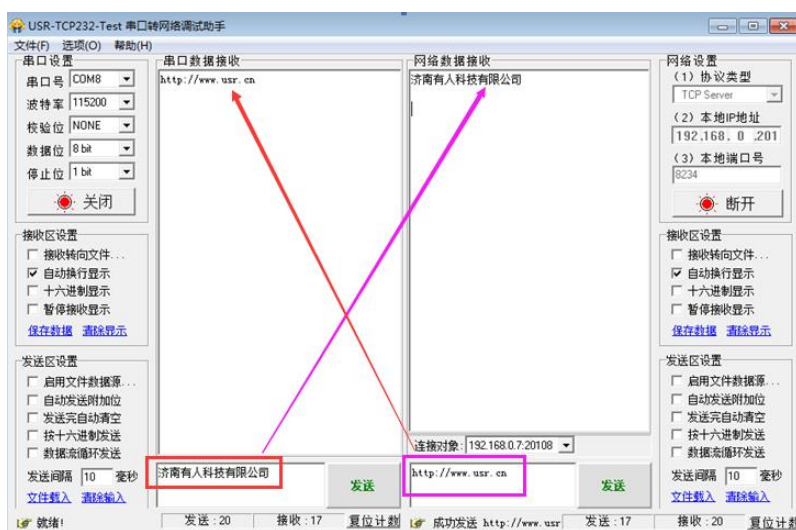 USR-TCP232-Test 串口转网络调试助手
文件(F) 选项(O) 帮助(H)
串口设置
串口号 COM8
波特率 115200
校验位 NONE
数据位 8 bit
停止位 1 bit
关闭
接收区设置
接收转向文件...
自动换行显示
十六进制显示
暂停接收显示
保存数据 清除显示
发送区设置
启用文件数据源...
自动发送附加位
发送完自动清空
按十六进制发送
数据流循环发送
发送间隔 10 毫秒
文件载入 清除输入
串口数据接收
http://www.usr.cn
济南有人科技有限公司
发送
网络数据接收
济南有人科技有限公司
连接对象: 192.168.0.7:20108
http://www.usr.cn
发送
网络设置
(1) 协议类型
TCP Server
(2) 本地IP地址
192.168. 0 .201
(3) 本地端口号
8234
断开
接收区设置
接收转向文件...
自动换行显示
十六进制显示
暂停接收显示
保存数据 清除显示
发送区设置
启用文件数据源...
自动发送附加位
发送完自动清空
按十六进制发送
数据流循环发送
发送间隔 10 毫秒
文件载入 清除输入
就绪! 发送:20 接收:17 复位计数 成功发送 http://www.usr 发送:17 接收:20 复位计数